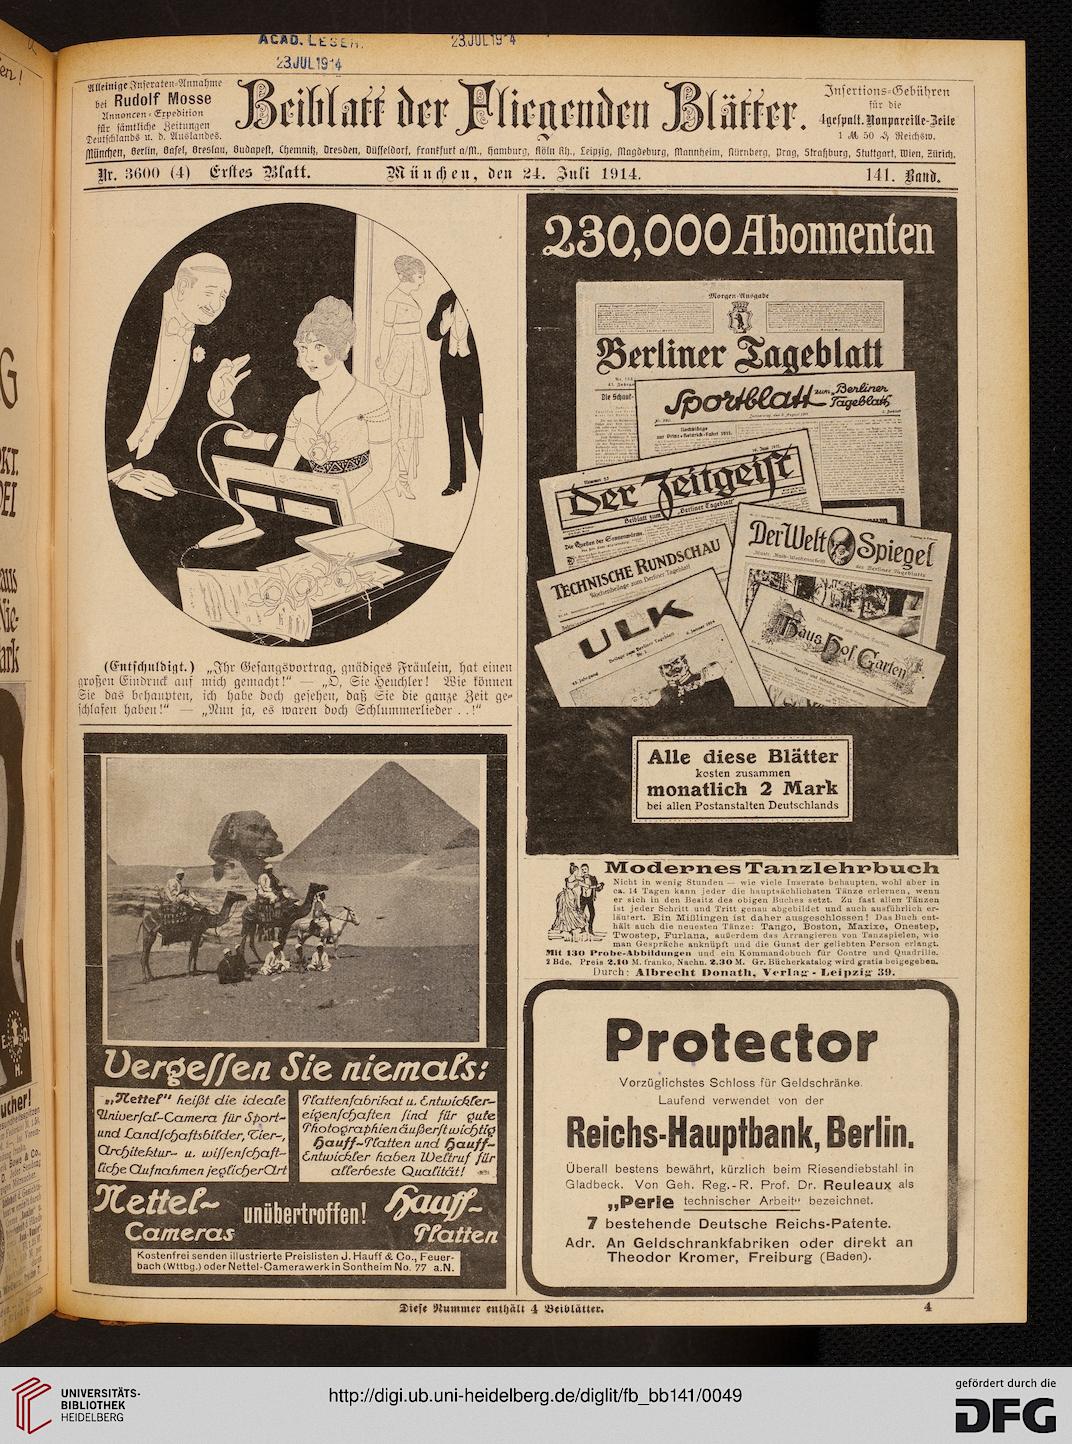 ACAD. LESEH.
23.JUL1914
23.JUL1914
Alleinige Inseraten-Annahme
bei Rudolf Mosse
Annoncen-Expedition
für sämtliche Zeitungen
Deutschlands u. d. Auslandes.
Beiblatt der Fliegenden Blätter.
Insertions-Gebühren
für die
4gespalt. Nonpareille-Zeile
1 ℳ 50 ₰ Reichsw.
München, Berlin, Basel, Breslau, Budapest, Chemnitz, Dresden, Düsseldorf, Frankfurt a/M., Hamburg, Köln Rh., Leipzig, Magdeburg, Mannheim, Nürnberg, Prag, Straßburg, Stuttgart, Wien, Zürich.
Nr. 3600 (4) Erstes Blatt.
München, den 24. Juli 1914.
141. Band.
(Entschuldigt.) „Ihr Gesangsvortrag, gnädiges Fräulein, hat einen
großen Eindruck auf mich gemacht!“ — „O, Sie Heuchler! Wie können
Sie das behaupten, ich habe doch gesehen, daß Sie die ganze Zeit ge-
schlafen haben!“ — „Nun ja, es waren doch Schlummerlieder . .!“
Vergessen Sie niemals:
„Nettel“ heißt die ideale
Universal-Camera für Sport-
und Landschaftsbilder, Tier-,
Architektur- u. wissenschaft-
liche Aufnahmen jeglicher Art
Plattenfabrikat u. Entwickler-
eigenschaften sind für gute
Photographien äußerst wichtig
Hauff-Platten und Hauff-
Entwickler haben Weltruf für
allerbeste Qualität!
Nettel-
Cameras
unübertroffen!
Hauff-
Platten
Kostenfrei senden illustrierte Preislisten J. Hauff & Co., Feuer-
bach (Wttbg.) oder Nettel-Camerawerk in Sontheim No. 77 a.N.
230,000 Abonnenten
Morgen-Ausgabe
Berliner Tageblatt
Sportblatt zum Berliner
Tageblatt
Der Zeitgeist
Beiblatt zum „Berliner Tageblatt“
Die Quellen der Sonnenwärme.
Technische Rundschau
Wochenbeilage zum Berliner Tageblatt
Der Welt Spiegel
ULK
Haus Hof Garten
Alle diese Blätter
kosten zusammen
monatlich 2 Mark
bei allen Postanstalten Deutschlands
Modernes Tanzlehrbuch
Nicht in wenig Stunden — wie viele Inserate behaupten, wohl aber in
ca. 14 Tagen kann jeder die hauptsächlichsten Tänze erlernen, wenn
er sich in den Besitz des obigen Buches setzt. Zu fast allen Tänzen
ist jeder Schritt und Tritt genau abgebildet und auch ausführlich er-
läutert. Ein Mißlingen ist daher ausgeschlossen! Das Buch ent-
hält auch die neuesten Tänze: Tango, Boston, Maxixe, Onestep,
Twostep, Furlana, außerdem das Arrangieren von Tanzspielen, wie
man Gespräche anknüpft und die Gunst der geliebten Person erlangt.
Mit 130 Probe-Abbildungen und ein Kommandobuch für Contre und Quadrille.
2 Bde. Preis 2.10 M. franko, Nachn. 2.30 M. Gr. Bücherkatalog wird gratis beigegeben.
Durch: Albrecht Donath, Verlag - Leipzig 39.
Protector
Vorzüglichstes Schloss für Geldschränke.
Laufend verwendet von der
Reichs-Hauptbank, Berlin.
Überall bestens bewährt, kürzlich beim Riesendiebstahl in
Gladbeck. Von Geh. Reg.-R. Prof. Dr. Reuleaux als
„Perle technischer Arbeit“ bezeichnet.
7 bestehende Deutsche Reichs-Patente.
Adr. An Geldschrankfabriken oder direkt an
Theodor Kromer, Freiburg (Baden).
Diese Nummer enthält 4 Beiblätter.
4
UNIVERSITÄTS-
BIBLIOTHEK
HEIDELBERG
http://digi.ub.uni-heidelberg.de/diglit/fb_bb141/0049
gefördert durch die
DFG